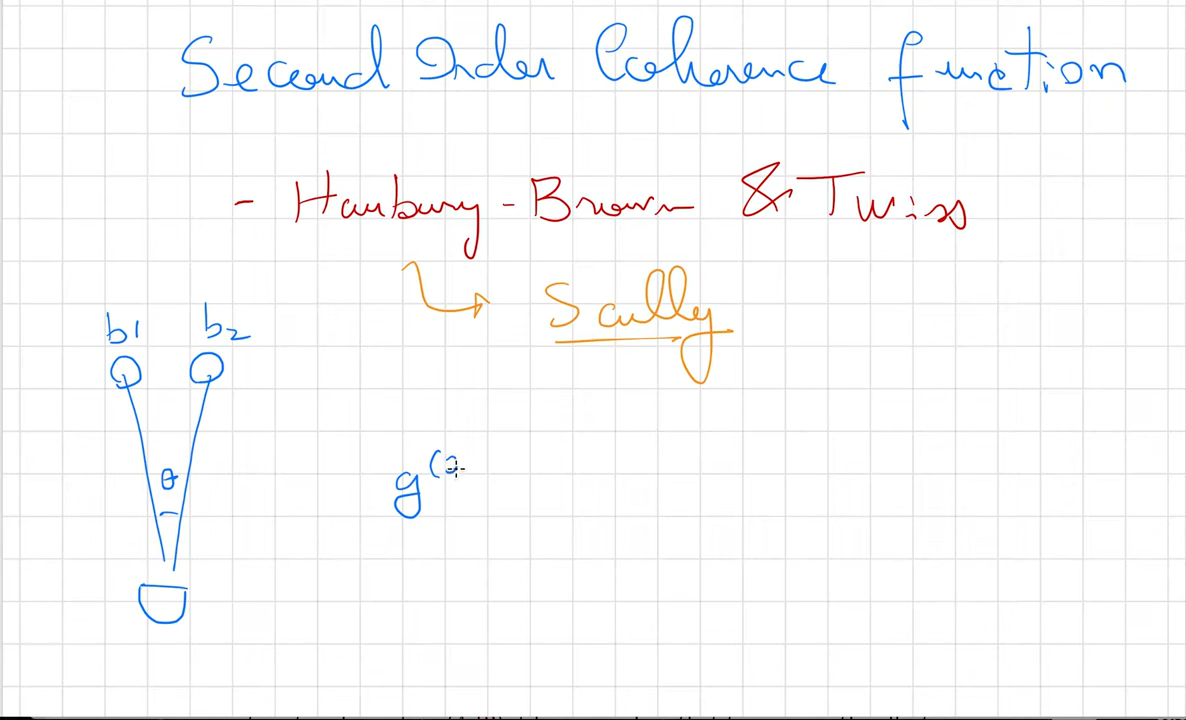 Second Order Coherence function
- Hanbury-Brown & Twiss
Scully
b1 b2
θ
g(2